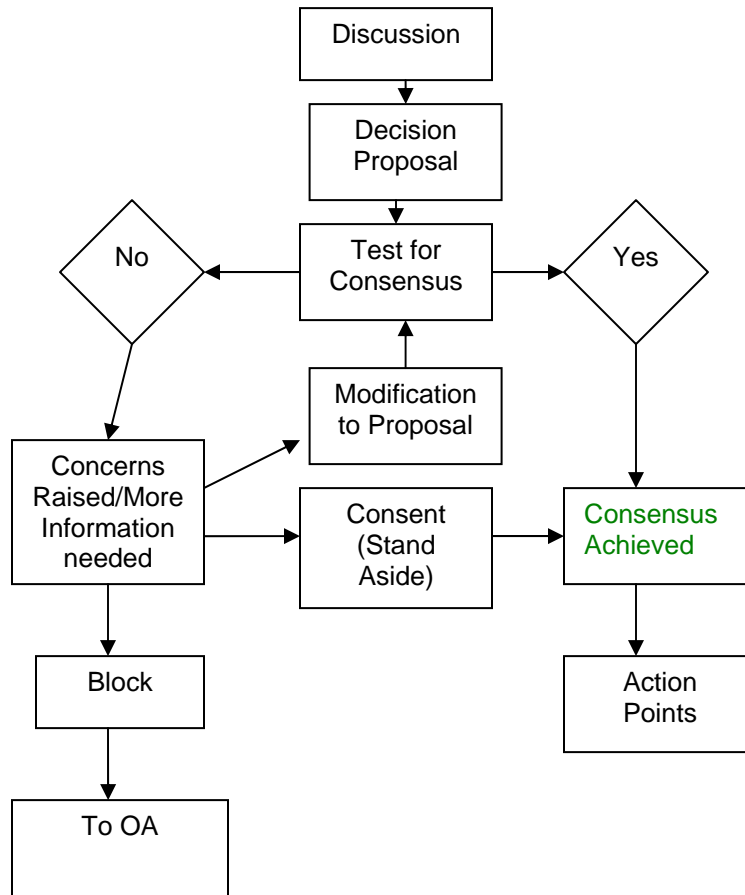 Discussion
Decision
Proposal
No
Test for
Consensus
Yes
Modification
to Proposal
Concerns
Raised/More
Information
needed
Consent
(Stand
Aside)
Consensus
Achieved
Block
Action
Points
To OA